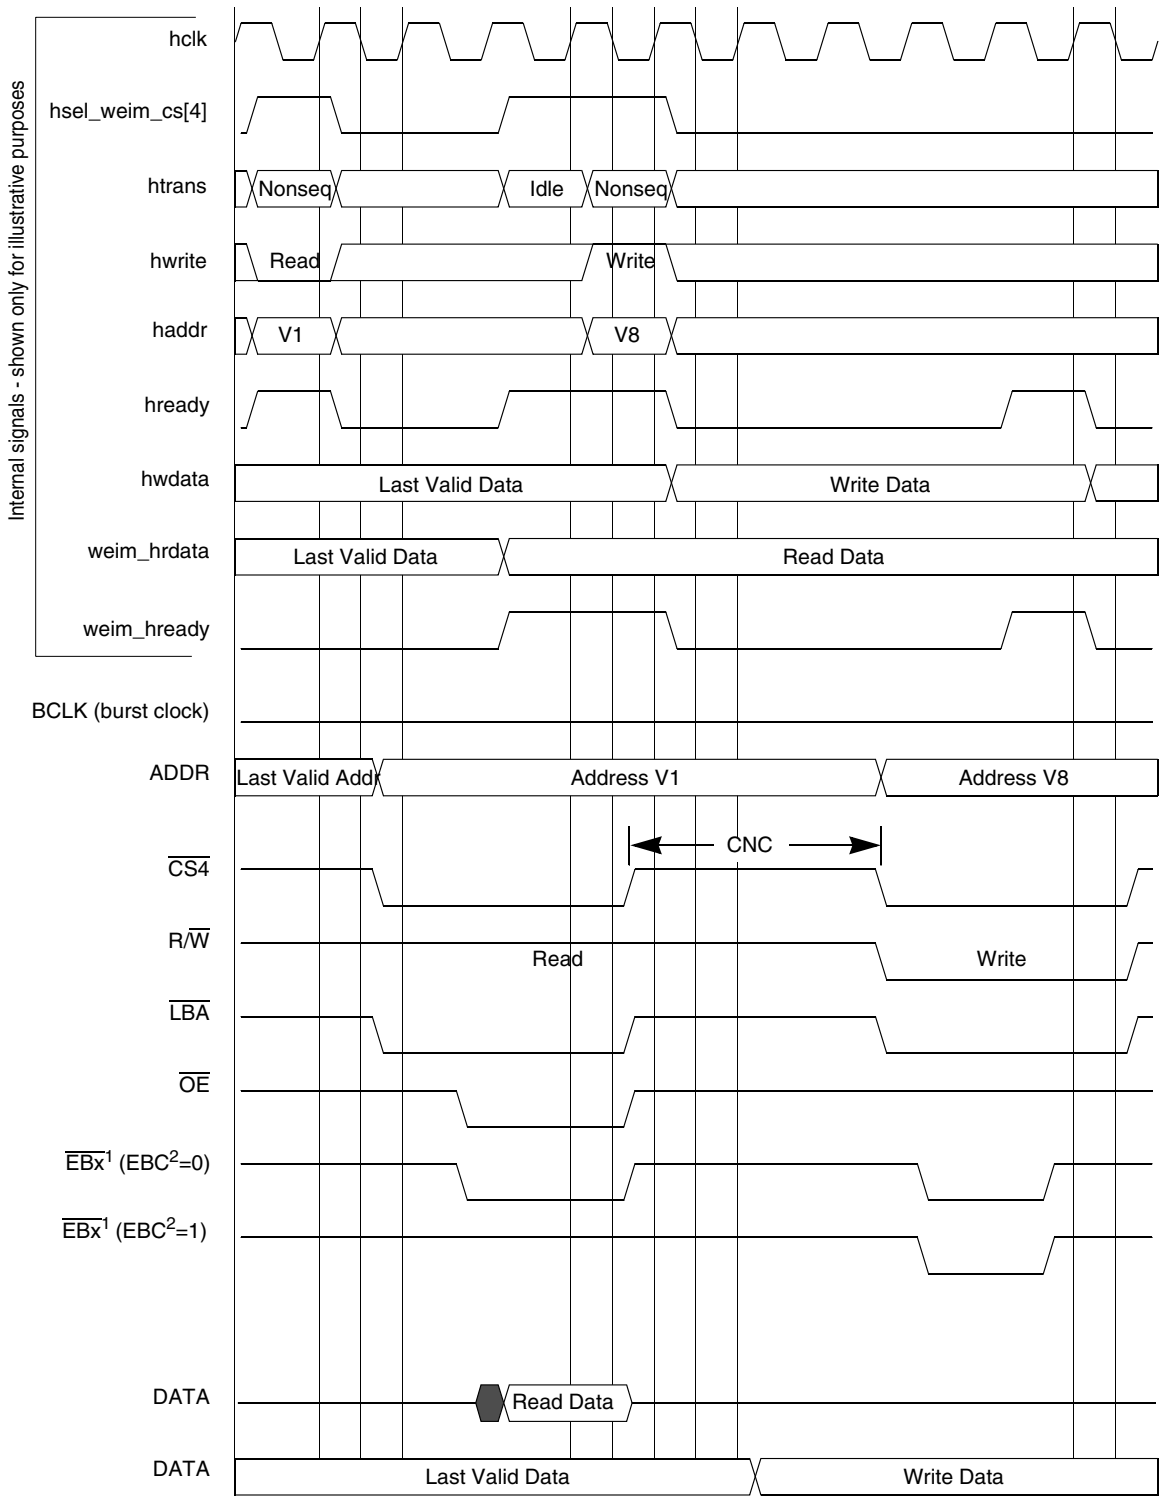 Internal signals - shown only for illustrative purposes
hclk
hsel_weim_cs[4]
htrans Nonseq Idle Nonseq
hwrite Read Write
haddr V1 V8
hready
hwdata Last Valid Data Write Data
weim_hrdata Last Valid Data Read Data
weim_hready
BCLK (burst clock)
ADDR Last Valid Addr Address V1 Address V8
CNC
CS4
R/W Read Write
LBA
OE
EBx1 (EBC2=0)
EBx1 (EBC2=1)
DATA Read Data
DATA Last Valid Data Write Data